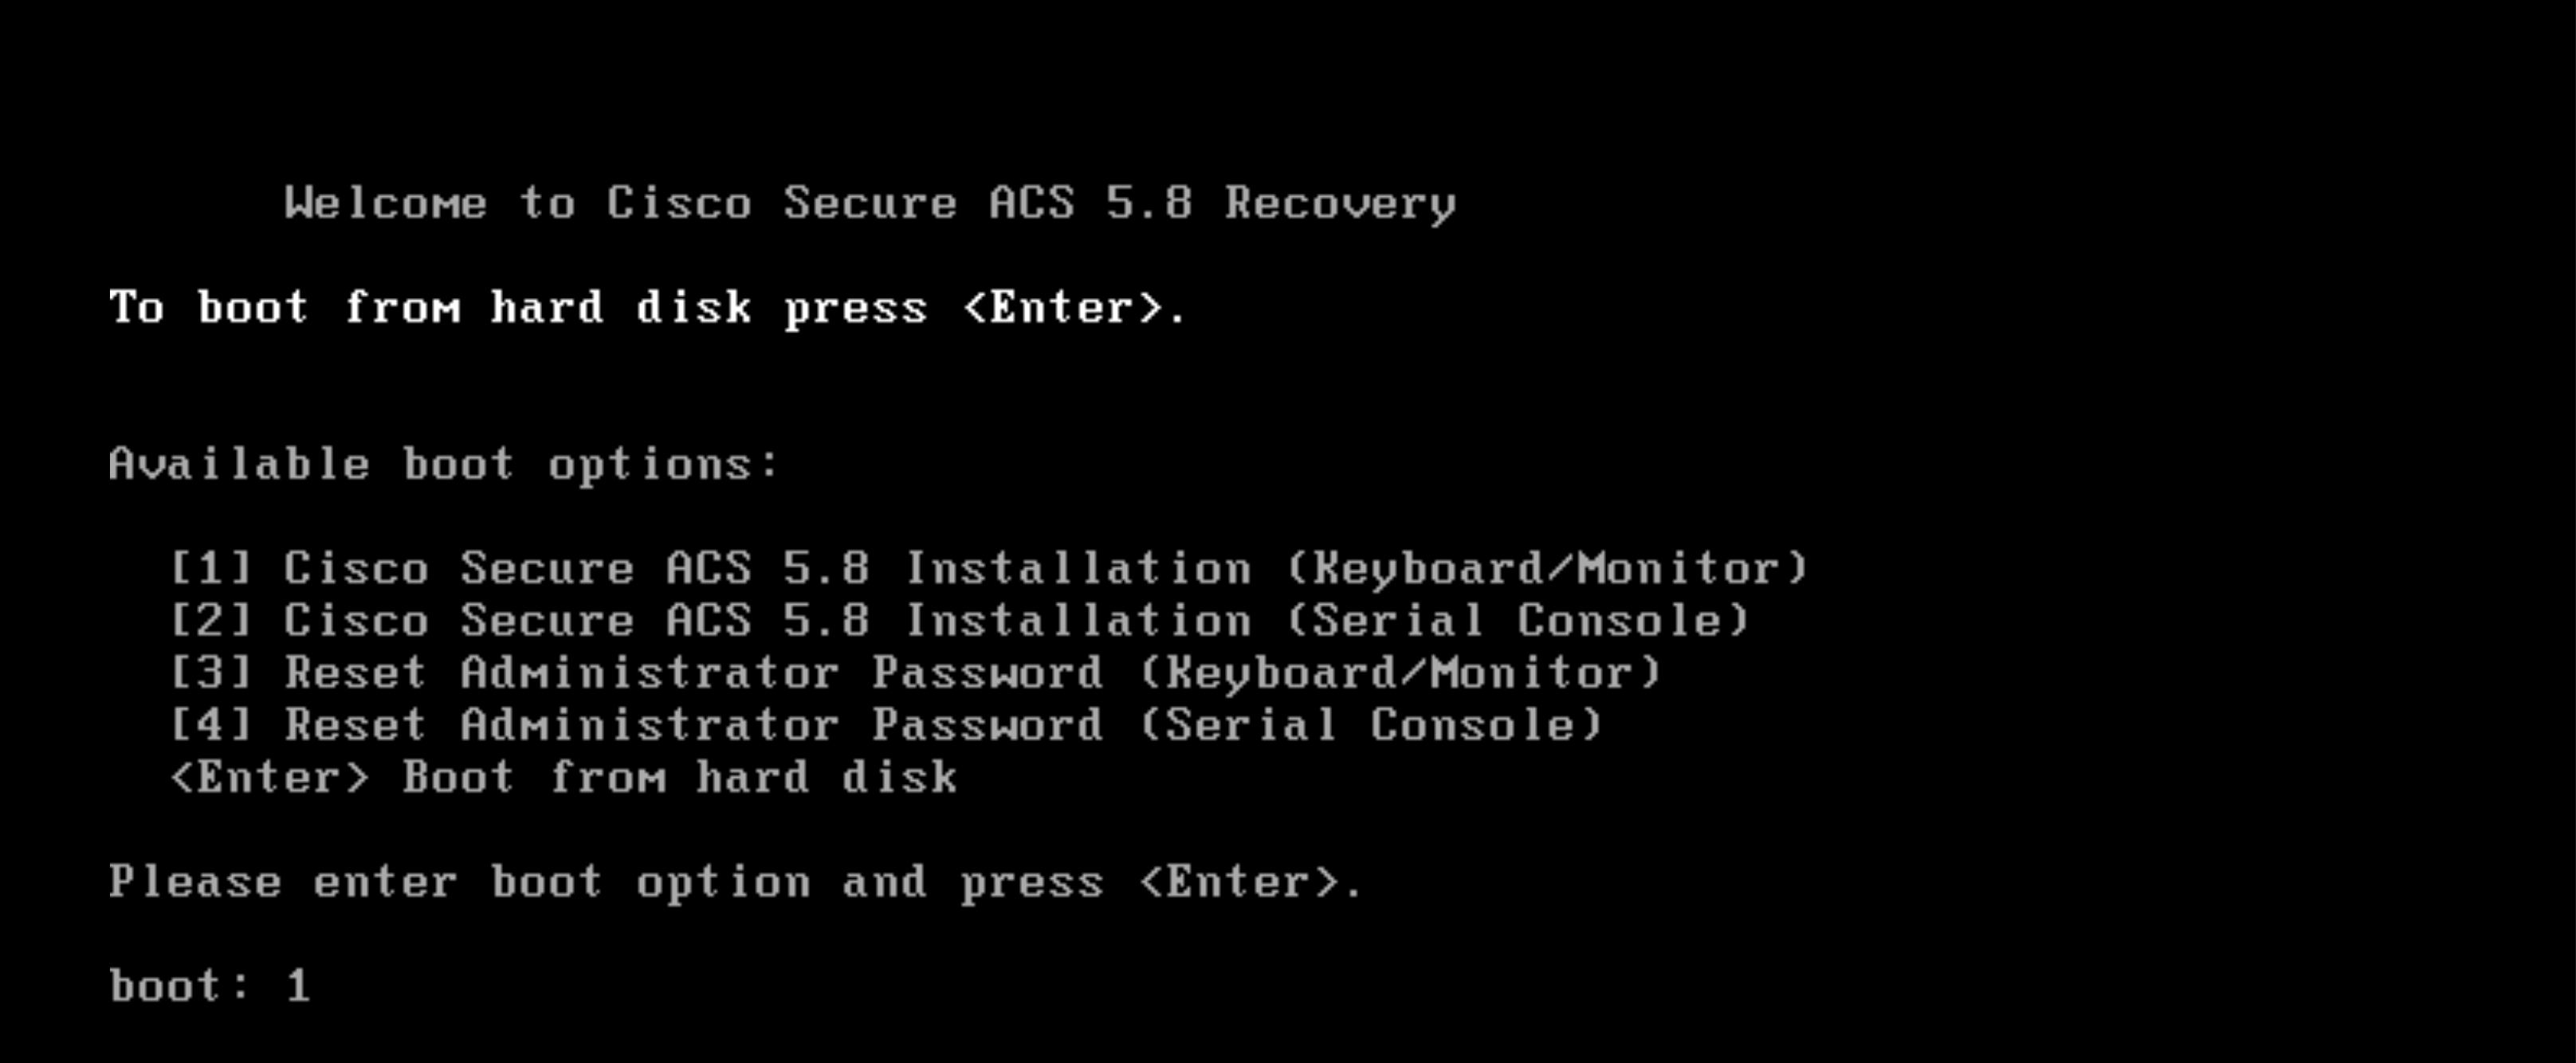 Welcome to Cisco Secure ACS 5.8 Recovery
To boot from hard disk press <Enter>.
Available boot options:
[1] Cisco Secure ACS 5.8 Installation (Keyboard/Monitor)
[2] Cisco Secure ACS 5.8 Installation (Serial Console)
[3] Reset Administrator Password (Keyboard/Monitor)
[4] Reset Administrator Password (Serial Console)
<Enter> Boot from hard disk
Please enter boot option and press <Enter>.
boot: 1